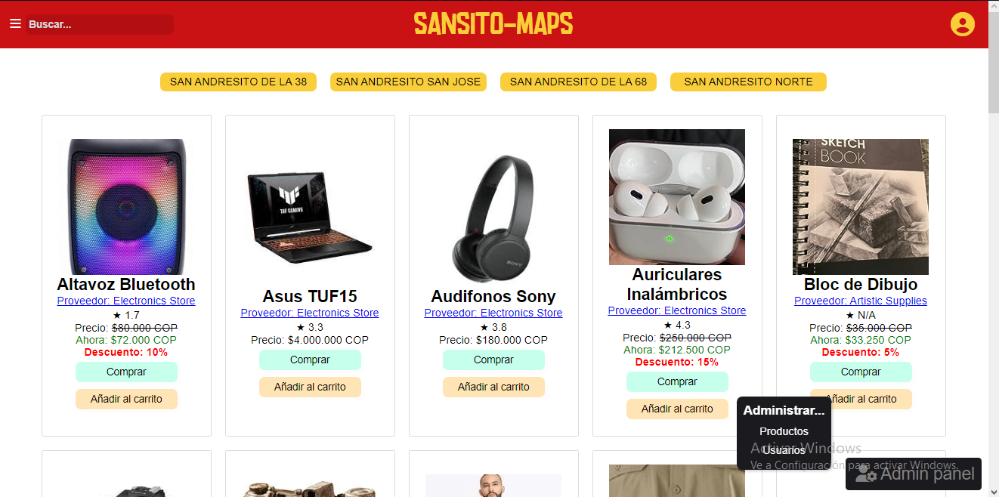 Buscar...
SANSITO-MAPS
SAN ANDRESITO DE LA 38
SAN ANDRESITO SAN JOSE
SAN ANDRESITO DE LA 68
SAN ANDRESITO NORTE
Altavoz Bluetooth
Proveedor: Electronics Store
★ 1.7
Precio: $80.000 COP
Ahora: $72.000 COP
Descuento: 10%
Comprar
Añadir al carrito
TUF GAMING
Asus TUF15
Proveedor: Electronics Store
★ 3.3
Precio: $4.000.000 COP
Comprar
Añadir al carrito
SONY
Audifonos Sony
Proveedor: Electronics Store
★ 3.8
Precio: $180.000 COP
Comprar
Añadir al carrito
Auriculares
Inalámbricos
Proveedor: Electronics Store
★ 4.3
Precio: $250.000 COP
Ahora: $212.500 COP
Descuento: 15%
Comprar
Añadir al carrito
SKETCH
BOOK
Bloc de Dibujo
Proveedor: Artistic Supplies
★ N/A
Precio: $35.000 COP
Ahora: $33.250 COP
Descuento: 5%
Comprar
Añadir al carrito
Administrar...
Productos
Usuarios
Activar Windows
Ve a Configuración para activar Windows.
Admin panel